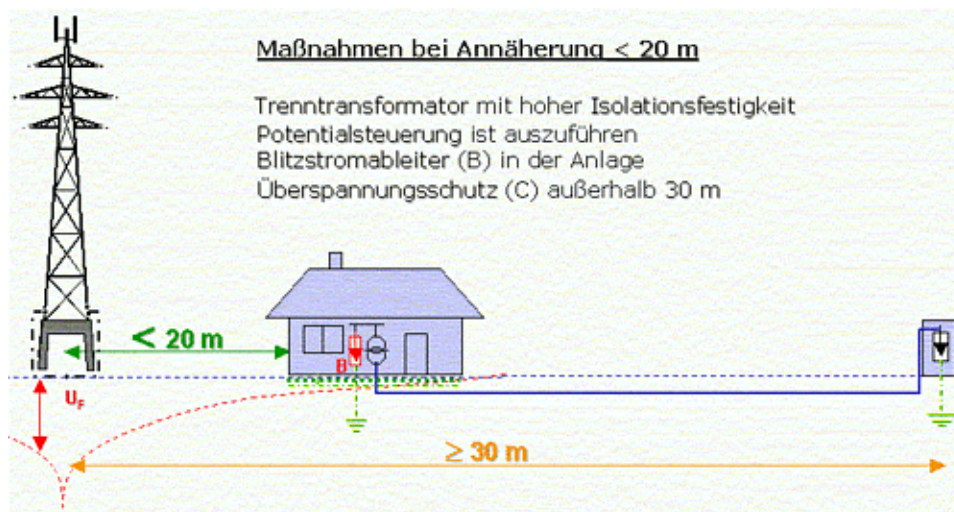 Maßnahmen bei Annäherung < 20 m
Trenntransformator mit hoher Isolationsfestigkeit
Potentialsteuerung ist auszuführen
Blitzstromableiter (B) in der Anlage
Überspannungsschutz (C) außerhalb 30 m
< 20 m
B
UF
≥ 30 m